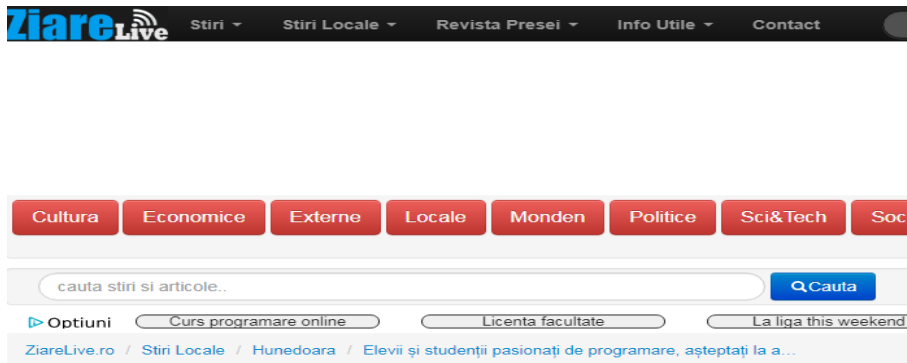 ZiareLive Stiri Stiri Locale Revista Presei Info Utile Contact
Cultura Economice Externe Locale Monden Politice Sci&Tech Soc
cauta stiri si articole.. Cauta
Optiuni Curs programare online Licenta facultate La liga this weekend
ZiareLive.ro / Stiri Locale / Hunedoara / Elevii și studenții pasionați de programare, așteptați la a...